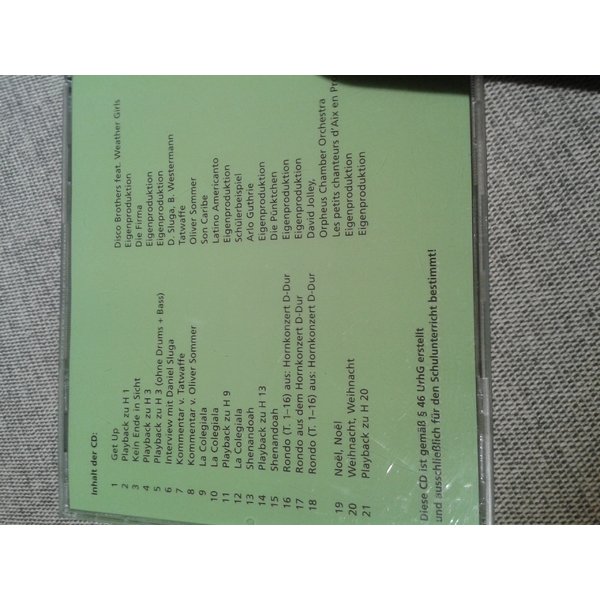 Inhalt der CD:
1 Get Up Disco Brothers feat. Weather Girls
2 Playback zu H 1 Eigenproduktion
3 Kein Ende in Sicht Die Firma
4 Playback zu H 3 Eigenproduktion
5 Playback zu H 3 (ohne Drums + Bass) Eigenproduktion
6 Interview mit Daniel Sluga D. Sluga, B. Westermann
7 Kommentar v. Tatwaffe Tatwaffe
8 Kommentar v. Oliver Sommer Oliver Sommer
9 La Colegiala Son Caribe
10 La Colegiala Latino Americanto
11 Playback zu H 9 Eigenproduktion
12 La Colegiala Schülerbeispiel
13 Shenandoah Arlo Guthrie
14 Playback zu H 13 Eigenproduktion
15 Shenandoah Die Pünktchen
16 Rondo (T. 1–16) aus: Hornkonzert D-Dur Eigenproduktion
17 Rondo aus dem Hornkonzert D-Dur Eigenproduktion
18 Rondo (T. 1–16) aus: Hornkonzert D-Dur David Jolley,
Orpheus Chamber Orchestra
19 Noël, Noël Les petits chanteurs d'Aix en Pro
20 Weihnacht, Weihnacht Eigenproduktion
21 Playback zu H 20 Eigenproduktion
Diese CD ist gemäß § 46 UrhG erstellt
und ausschließlich für den Schulunterricht bestimmt!